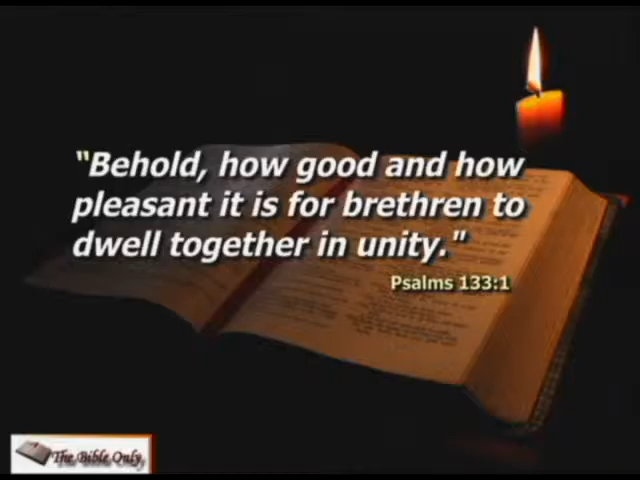 "Behold, how good and how
pleasant it is for brethren to
dwell together in unity."
Psalms 133:1
The Bible Only